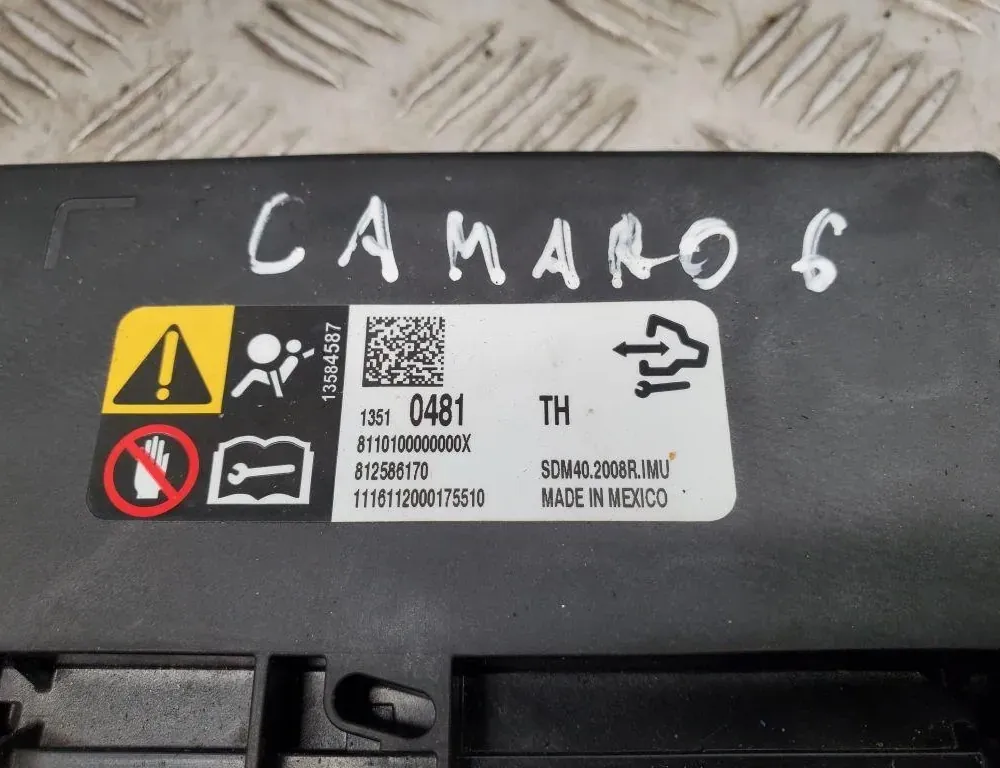 CAMARO 6
13584587
1351 0481 TH
8110100000000X
812586170 SDM40.2008R.IMU
1116112000175510 MADE IN MEXICO